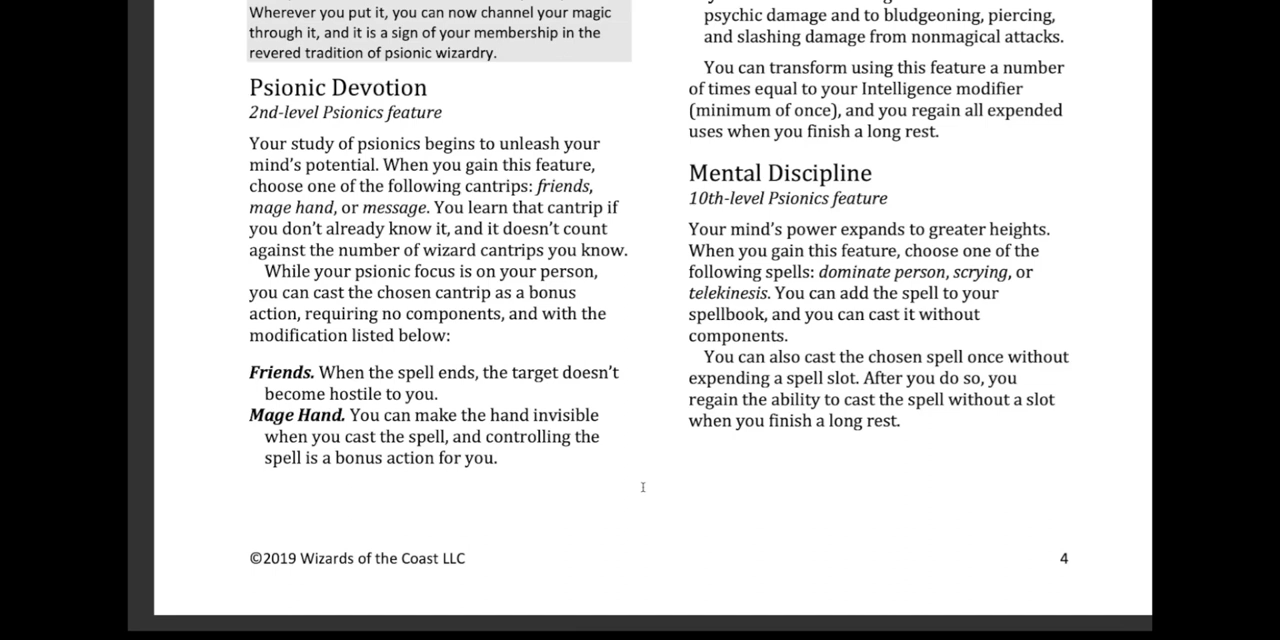 Wherever you put it, you can now channel your magic
through it, and it is a sign of your membership in the
revered tradition of psionic wizardry.
Psionic Devotion
2nd-level Psionics feature
Your study of psionics begins to unleash your
mind’s potential. When you gain this feature,
choose one of the following cantrips: friends,
mage hand, or message. You learn that cantrip if
you don’t already know it, and it doesn’t count
against the number of wizard cantrips you know.
While your psionic focus is on your person,
you can cast the chosen cantrip as a bonus
action, requiring no components, and with the
modification listed below:
Friends. When the spell ends, the target doesn’t
become hostile to you.
Mage Hand. You can make the hand invisible
when you cast the spell, and controlling the
spell is a bonus action for you.
psychic damage and to bludgeoning, piercing,
and slashing damage from nonmagical attacks.
You can transform using this feature a number
of times equal to your Intelligence modifier
(minimum of once), and you regain all expended
uses when you finish a long rest.
Mental Discipline
10th-level Psionics feature
Your mind’s power expands to greater heights.
When you gain this feature, choose one of the
following spells: dominate person, scrying, or
telekinesis. You can add the spell to your
spellbook, and you can cast it without
components.
You can also cast the chosen spell once without
expending a spell slot. After you do so, you
regain the ability to cast the spell without a slot
when you finish a long rest.
©2019 Wizards of the Coast LLC
4